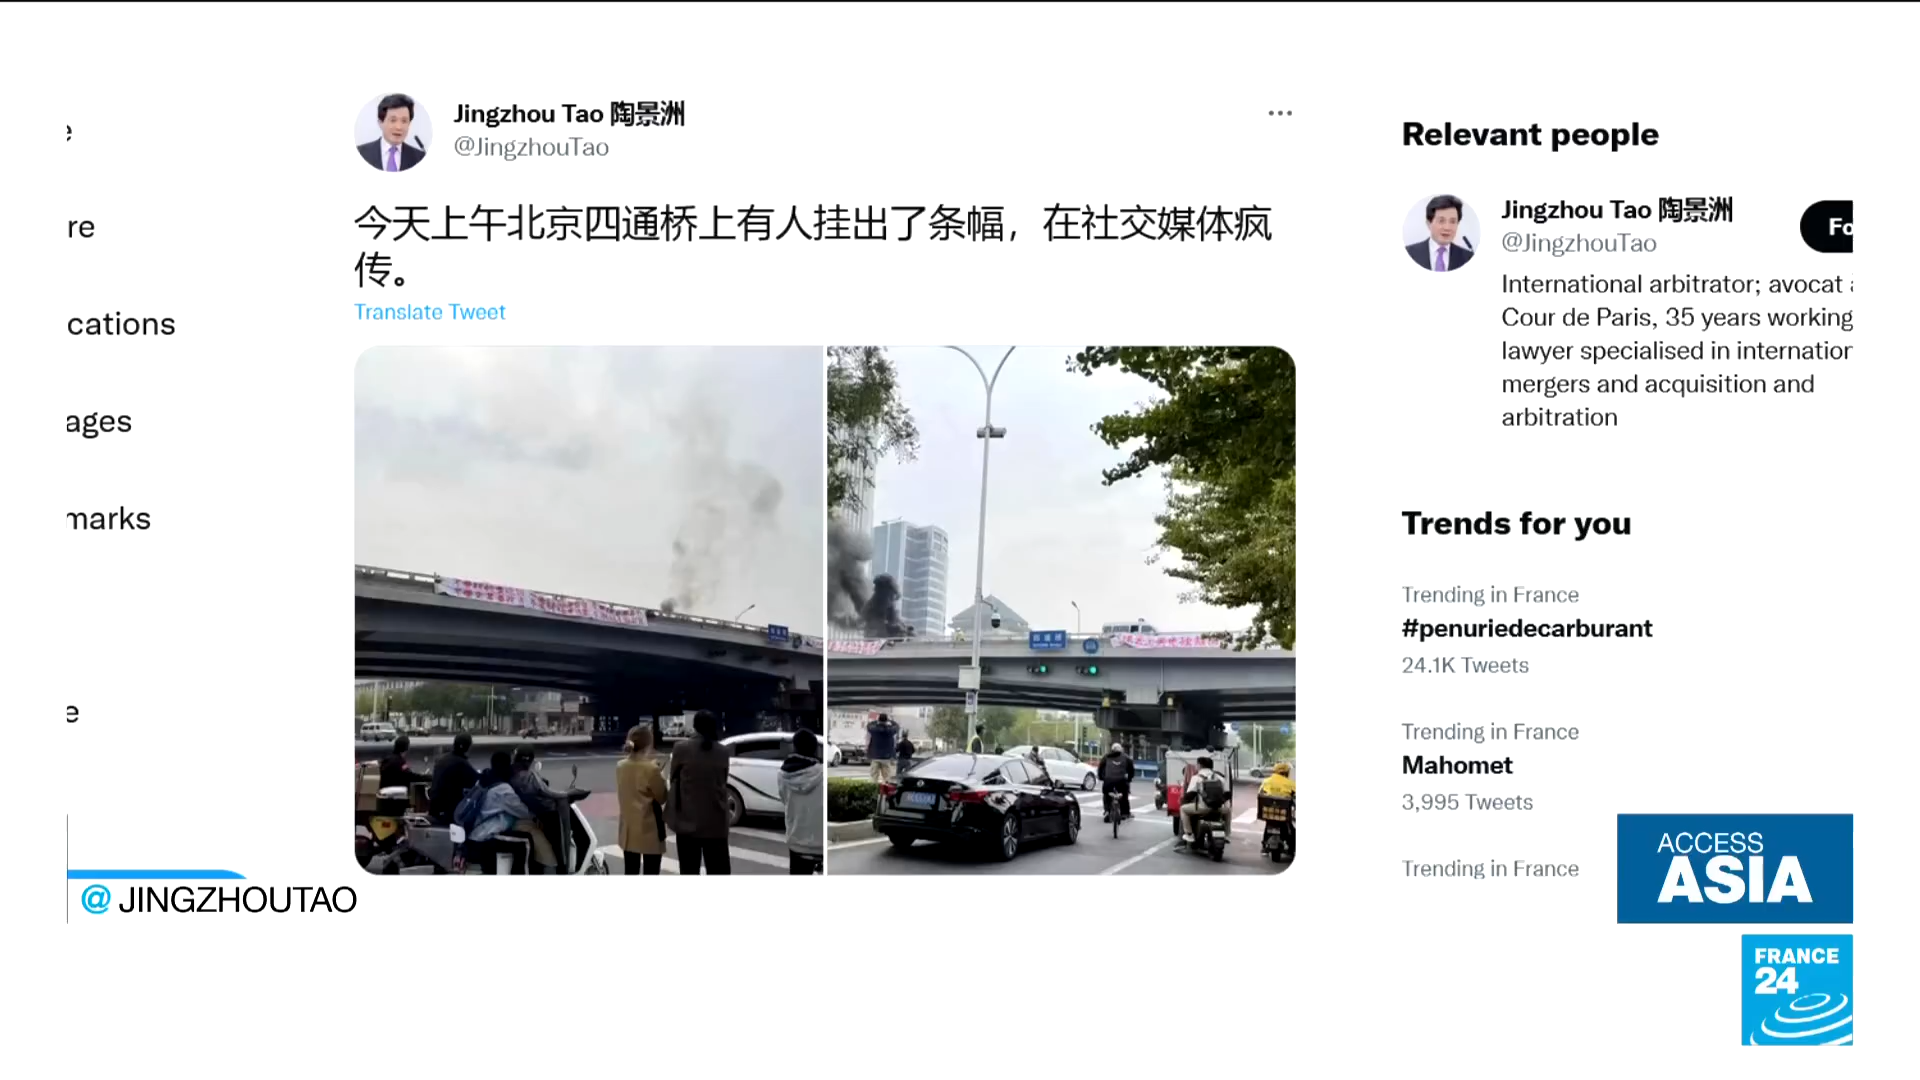 e
re
cations
ages
marks
e
Jingzhou Tao 陶景洲
@JingzhouTao
今天上午北京四通桥上有人挂出了条幅，在社交媒体疯
传。
Translate Tweet
Relevant people
Jingzhou Tao 陶景洲
@JingzhouTao
Fo
International arbitrator; avocat
Cour de Paris, 35 years working
lawyer specialised in internation
mergers and acquisition and
arbitration
Trends for you
Trending in France
#penuriedecarburant
24.1K Tweets
Trending in France
Mahomet
3,995 Tweets
Trending in France
@ JINGZHOUTAO
ACCESS
ASIA
FRANCE
24